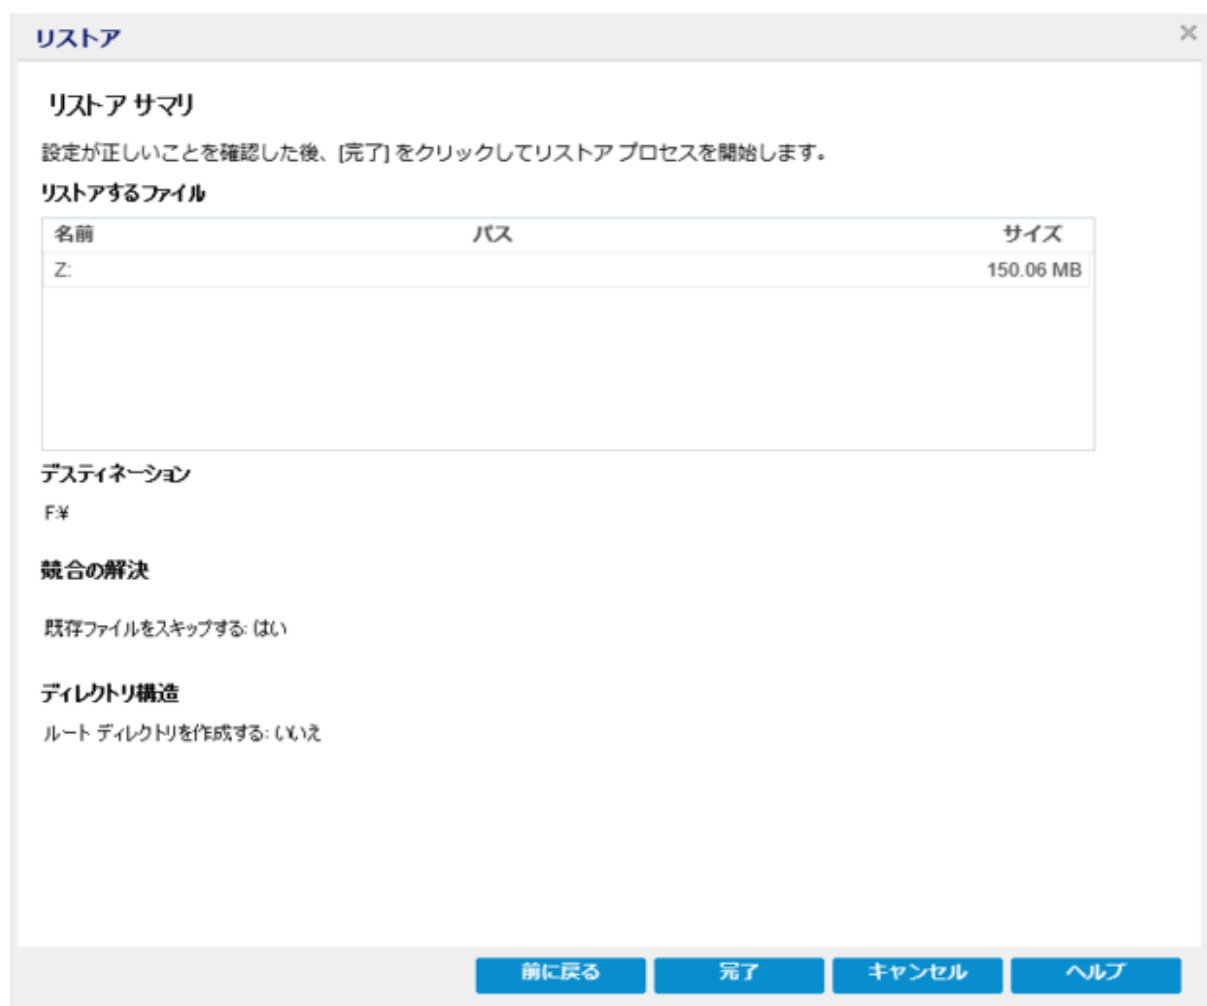 リストア
×
リストア サマリ
設定が正しいことを確認した後、[完了] をクリックしてリストア プロセスを開始します。
リストアするファイル
名前 パス サイズ
Z: 150.06 MB
デスティネーション
F:¥
競合の解決
既存ファイルをスキップする: はい
ディレクトリ構造
ルート ディレクトリを作成する: いいえ
前に戻る 完了 キャンセル ヘルプ